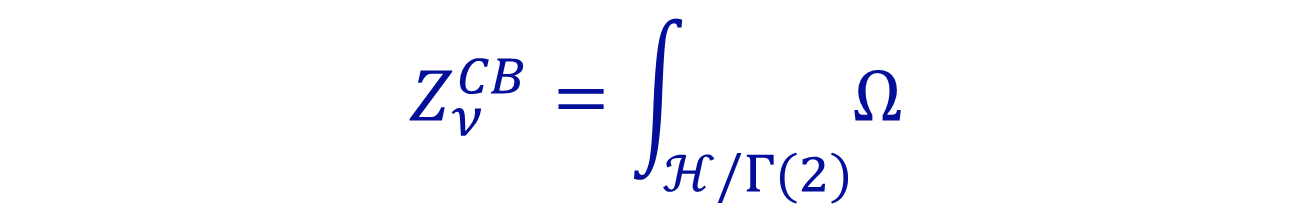 Z_ν^{CB} = ∫_{ℋ/Γ(2)} Ω